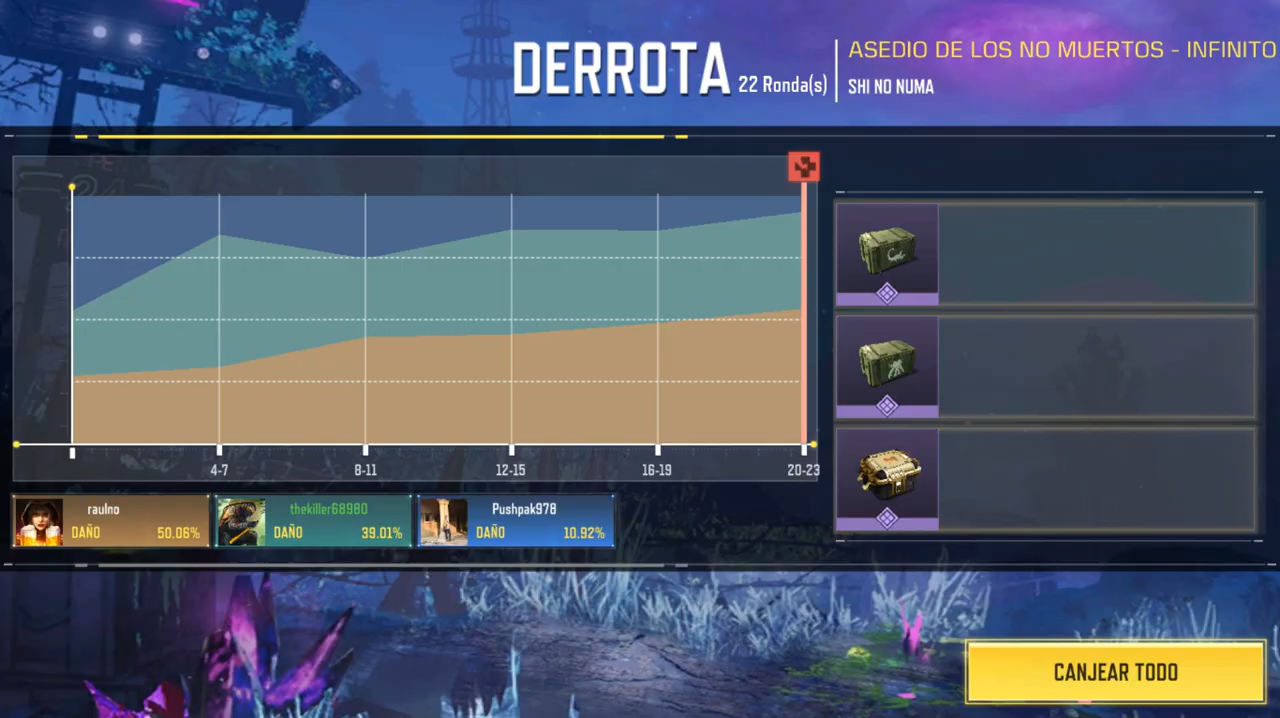 DERROTA 22 Ronda(s)
ASEDIO DE LOS NO MUERTOS - INFINITO
SHI NO NUMA
4-7 8-11 12-15 16-19 20-23
raulno
DAÑO 50.06%
thekiller68980
DAÑO 39.01%
Pushpak978
DAÑO 10.92%
CANJEAR TODO